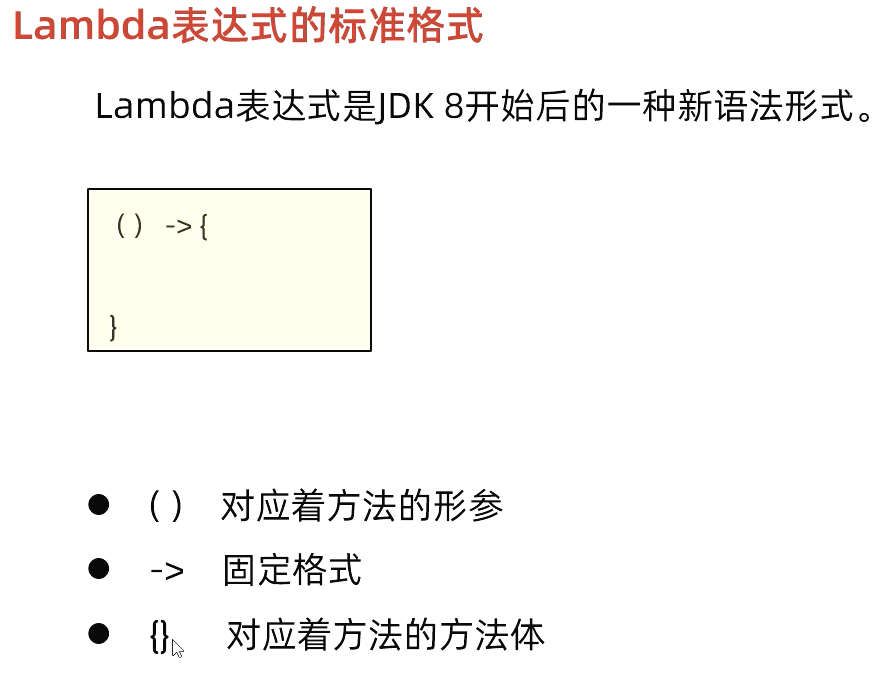 Lambda表达式的标准格式
Lambda表达式是JDK 8开始后的一种新语法形式。
() -> {
}
● () 对应着方法的形参
● -> 固定格式
● {} 对应着方法的方法体